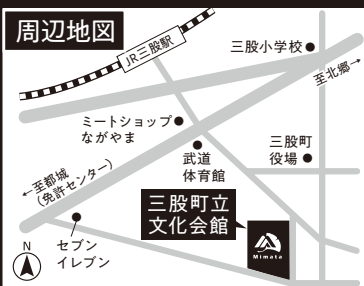 周辺地図
JR三股駅
三股小学校
至北郷→
ミートショップ
ながやま
武道
体育館
三股町
役場
←至都城
(免許センター)
三股町立
文化会館
Mimata
N
セブン
イレブン